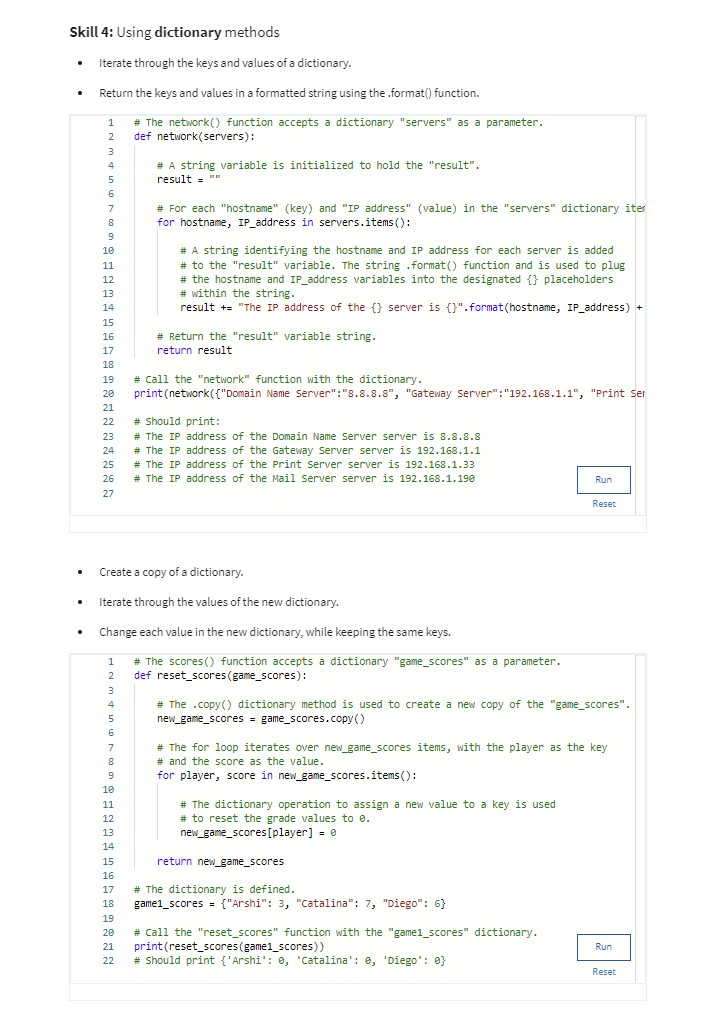 Skill 4: Using dictionary methods
• Iterate through the keys and values of a dictionary.
• Return the keys and values in a formatted string using the .format() function.
1 # The network() function accepts a dictionary "servers" as a parameter.
2 def network(servers):
3
4 # A string variable is initialized to hold the "result".
5 result = ""
6
7 # For each "hostname" (key) and "IP address" (value) in the "servers" dictionary iter
8 for hostname, IP_address in servers.items():
9
10 # A string identifying the hostname and IP address for each server is added
11 # to the "result" variable. The string .format() function and is used to plug
12 # the hostname and IP_address variables into the designated {} placeholders
13 # within the string.
14 result += "The IP address of the {} server is {}".format(hostname, IP_address) +
15
16 # Return the "result" variable string.
17 return result
18
19 # Call the "network" function with the dictionary.
20 print(network({"Domain Name Server":"8.8.8.8", "Gateway Server":"192.168.1.1", "Print Ser
21
22 # Should print:
23 # The IP address of the Domain Name Server server is 8.8.8.8
24 # The IP address of the Gateway Server server is 192.168.1.1
25 # The IP address of the Print Server server is 192.168.1.33
26 # The IP address of the Mail Server server is 192.168.1.190
27
Run
Reset
• Create a copy of a dictionary.
• Iterate through the values of the new dictionary.
• Change each value in the new dictionary, while keeping the same keys.
1 # The scores() function accepts a dictionary "game_scores" as a parameter.
2 def reset_scores(game_scores):
3
4 # The .copy() dictionary method is used to create a new copy of the "game_scores".
5 new_game_scores = game_scores.copy()
6
7 # The for loop iterates over new_game_scores items, with the player as the key
8 # and the score as the value.
9 for player, score in new_game_scores.items():
10
11 # The dictionary operation to assign a new value to a key is used
12 # to reset the grade values to 0.
13 new_game_scores[player] = 0
14
15 return new_game_scores
16
17 # The dictionary is defined.
18 game1_scores = {"Arshi": 3, "Catalina": 7, "Diego": 6}
19
20 # Call the "reset_scores" function with the "game1_scores" dictionary.
21 print(reset_scores(game1_scores))
22 # Should print {'Arshi': 0, 'Catalina': 0, 'Diego': 0}
Run
Reset